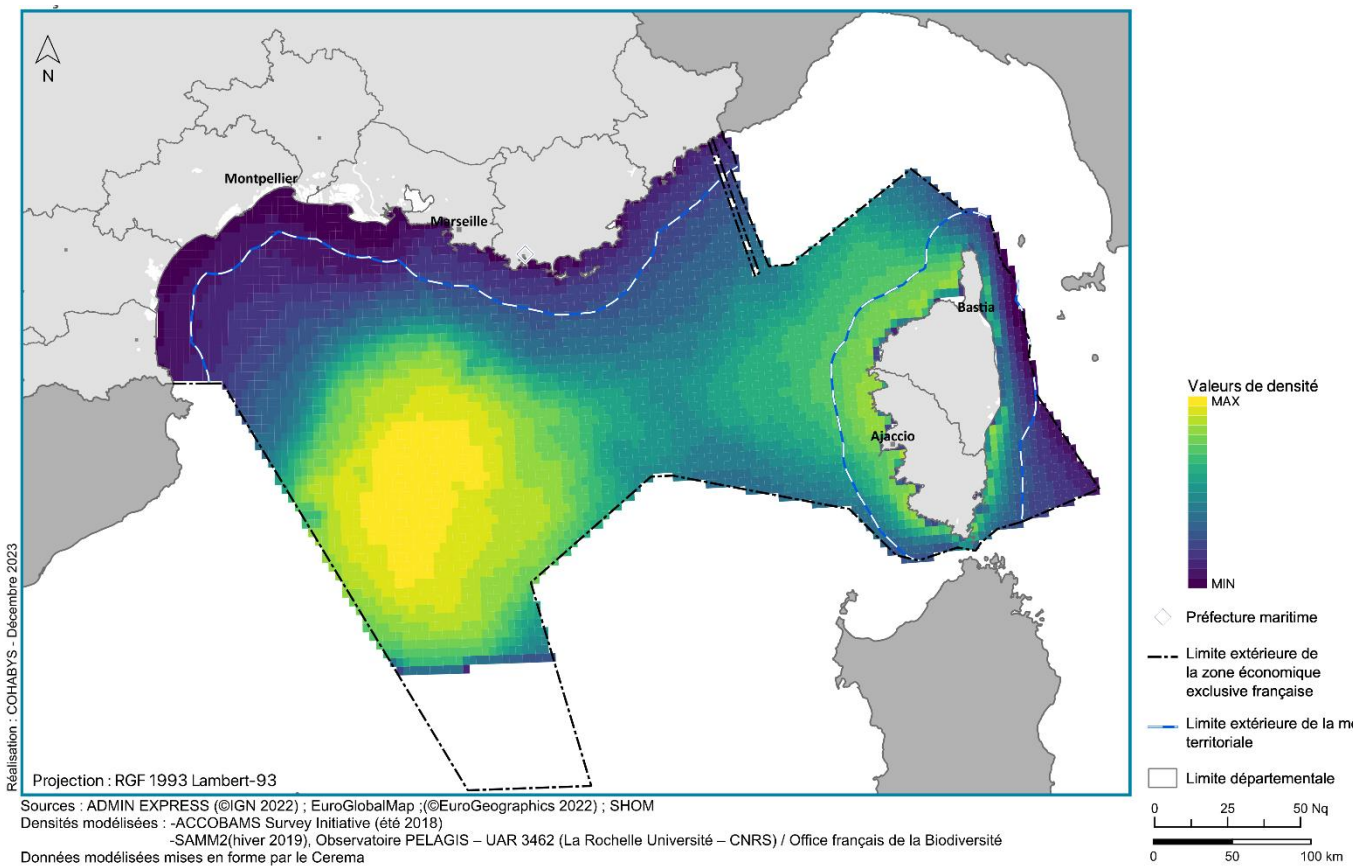 N
Montpellier
Marseille
Bastia
Ajaccio
Valeurs de densité
MAX
MIN
Préfecture maritime
Limite extérieure de
la zone économique
exclusive française
Limite extérieure de la m
territoriale
Limite départementale
0 25 50 Nq
0 50 100 km
Réalisation : COHABYS - Décembre 2023
Projection : RGF 1993 Lambert-93
Sources : ADMIN EXPRESS (©IGN 2022) ; EuroGlobalMap ;(©EuroGeographics 2022) ; SHOM
Densités modélisées : -ACCOBAMS Survey Initiative (été 2018)
-SAMM2(hiver 2019), Observatoire PELAGIS – UAR 3462 (La Rochelle Université – CNRS) / Office français de la Biodiversité
Données modélisées mises en forme par le Cerema